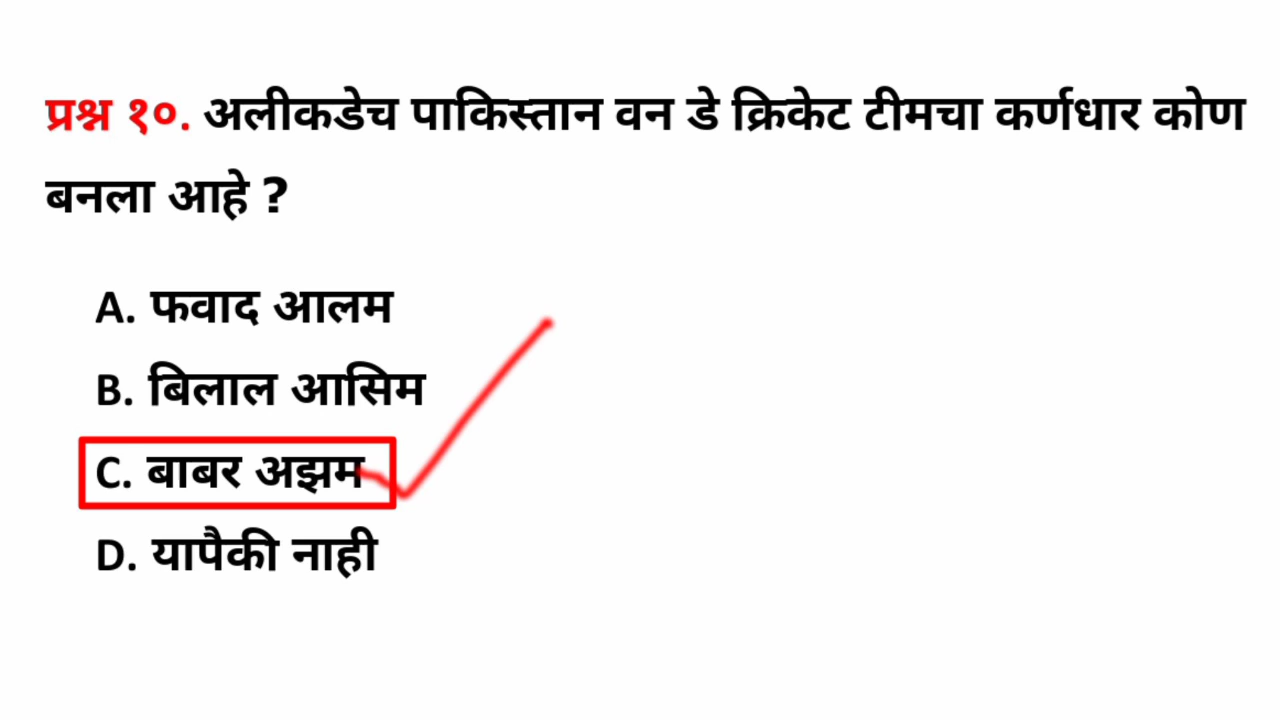 प्रश्न १०. अलीकडेच पाकिस्तान वन डे क्रिकेट टीमचा कर्णधार कोण
बनला आहे ?
A. फवाद आलम
B. बिलाल आसिम
C. बाबर अझम
D. यापैकी नाही